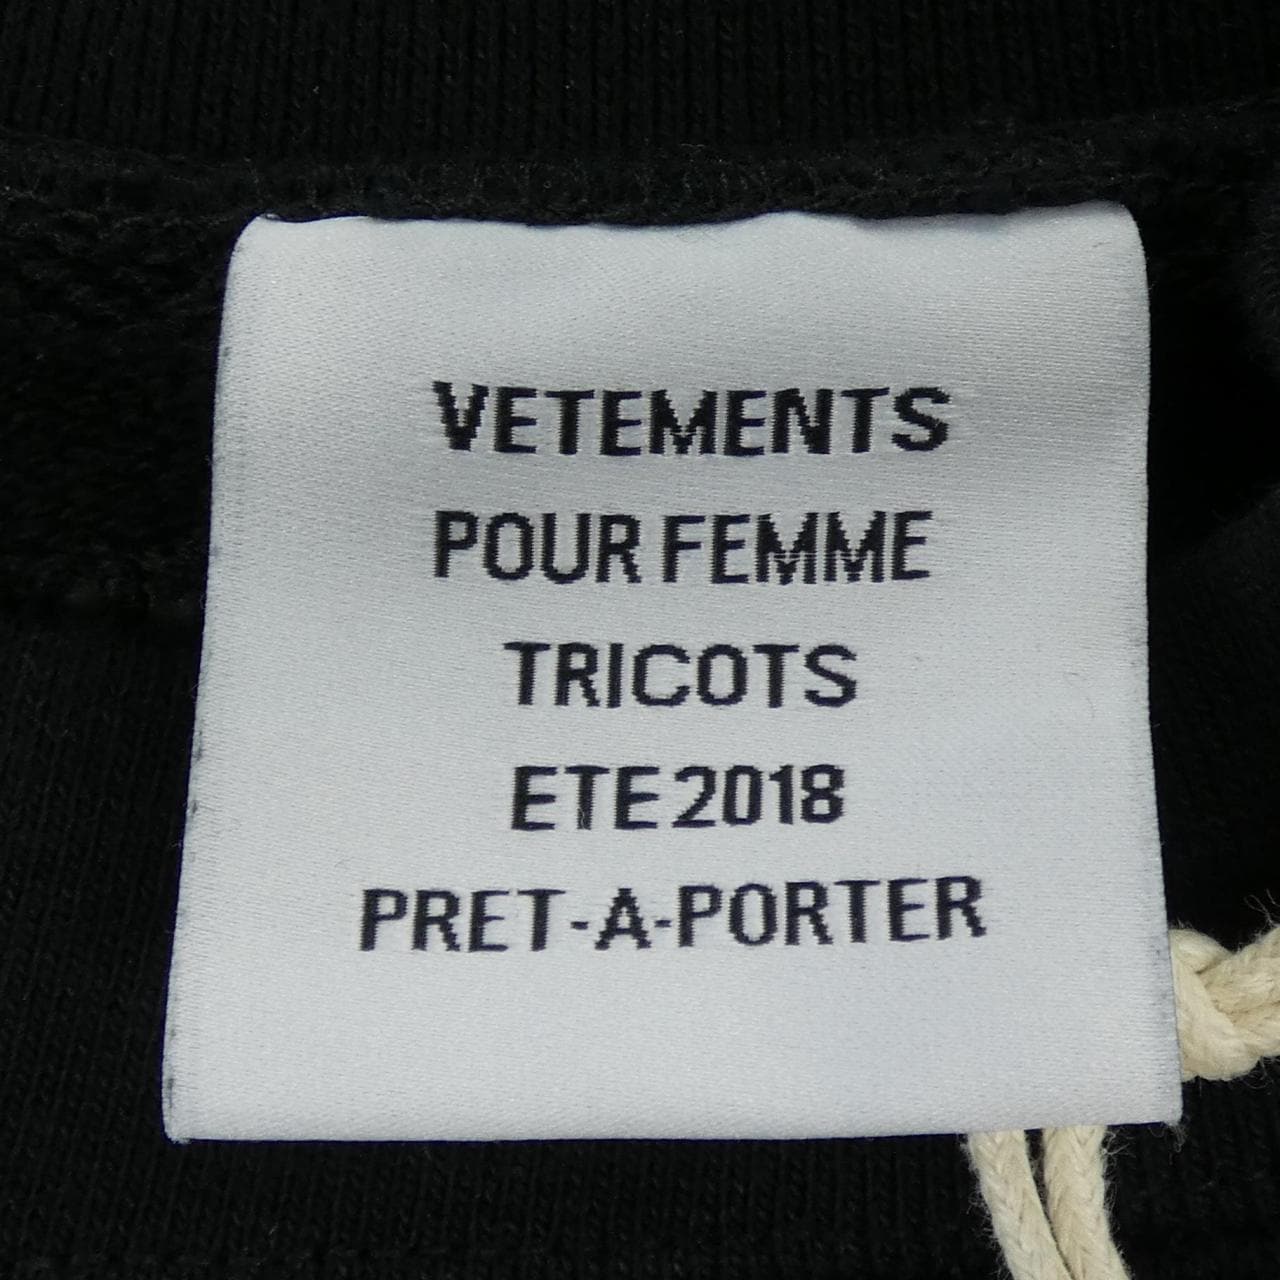 VETEMENTS
POUR FEMME
TRICOTS
ETE 2018
PRET-A-PORTER